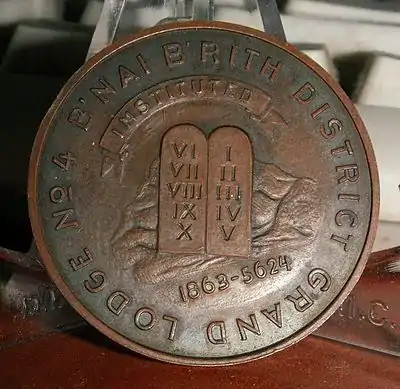 B'NAI B'RITH DISTRICT GRAND LODGE Nº 4
INSTITUTED
VI I
VII II
VIII III
IX IV
X V
1863-5624